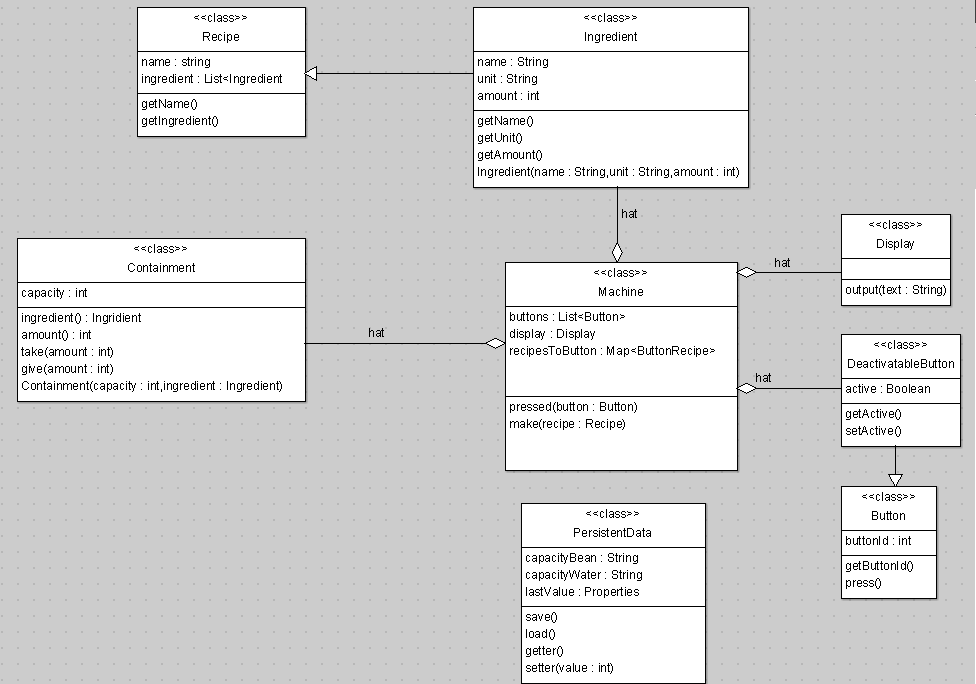 <<class>>
Recipe
name : string
ingredient : List<Ingredient
getName()
getIngredient()
<<class>>
Ingredient
name : String
unit : String
amount : int
getName()
getUnit()
getAmount()
Ingredient(name : String,unit : String,amount : int)
hat
<<class>>
Containment
capacity : int
ingredient() : Ingridient
amount() : int
take(amount : int)
give(amount : int)
Containment(capacity : int,ingredient : Ingredient)
hat
<<class>>
Machine
buttons : List<Button>
display : Display
recipesToButton : Map<ButtonRecipe>
pressed(button : Button)
make(recipe : Recipe)
hat
<<class>>
Display
output(text : String)
hat
<<class>>
DeactivatableButton
active : Boolean
getActive()
setActive()
<<class>>
Button
buttonId : int
getButtonId()
press()
<<class>>
PersistentData
capacityBean : String
capacityWater : String
lastValue : Properties
save()
load()
getter()
setter(value : int)